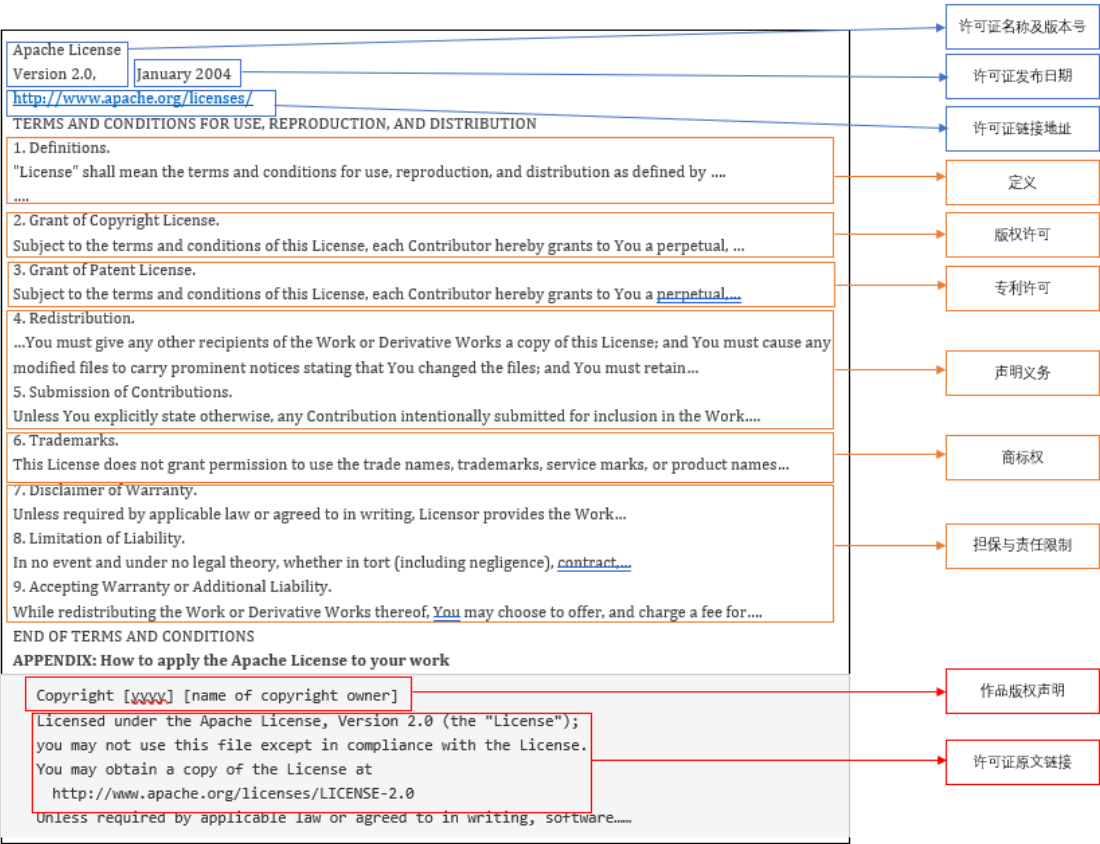 许可证名称及版本号
Apache License
Version 2.0,
January 2004
许可证发布日期
http://www.apache.org/licenses/
许可证链接地址
TERMS AND CONDITIONS FOR USE, REPRODUCTION, AND DISTRIBUTION
1. Definitions.
"License" shall mean the terms and conditions for use, reproduction, and distribution as defined by ....
....
定义
2. Grant of Copyright License.
Subject to the terms and conditions of this License, each Contributor hereby grants to You a perpetual, ...
版权许可
3. Grant of Patent License.
Subject to the terms and conditions of this License, each Contributor hereby grants to You a perpetual,...
专利许可
4. Redistribution.
...You must give any other recipients of the Work or Derivative Works a copy of this License; and You must cause any
modified files to carry prominent notices stating that You changed the files; and You must retain...
5. Submission of Contributions.
Unless You explicitly state otherwise, any Contribution intentionally submitted for inclusion in the Work....
声明义务
6. Trademarks.
This License does not grant permission to use the trade names, trademarks, service marks, or product names...
商标权
7. Disclaimer of Warranty.
Unless required by applicable law or agreed to in writing, Licensor provides the Work...
8. Limitation of Liability.
In no event and under no legal theory, whether in tort (including negligence), contract,...
9. Accepting Warranty or Additional Liability.
While redistributing the Work or Derivative Works thereof, You may choose to offer, and charge a fee for....
担保与责任限制
END OF TERMS AND CONDITIONS
APPENDIX: How to apply the Apache License to your work
Copyright [yyyy] [name of copyright owner]
作品版权声明
Licensed under the Apache License, Version 2.0 (the "License");
you may not use this file except in compliance with the License.
You may obtain a copy of the License at
http://www.apache.org/licenses/LICENSE-2.0
许可证原文链接
Unless required by applicable law or agreed to in writing, software……